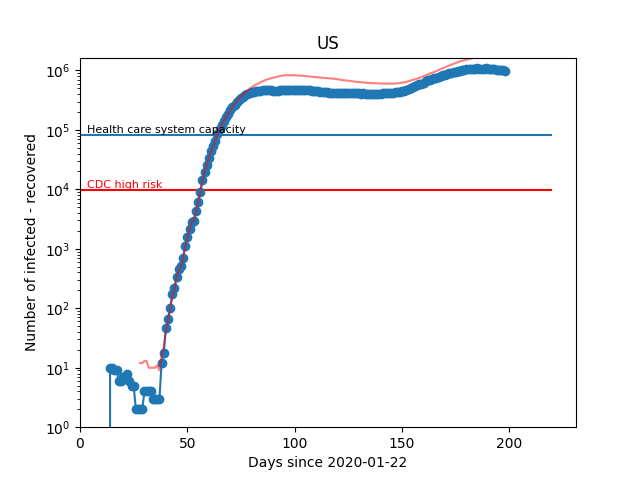 US
10^6
10^5
10^4
10^3
10^2
10^1
10^0
Number of infected - recovered
Health care system capacity
CDC high risk
0
50
100
150
200
Days since 2020-01-22